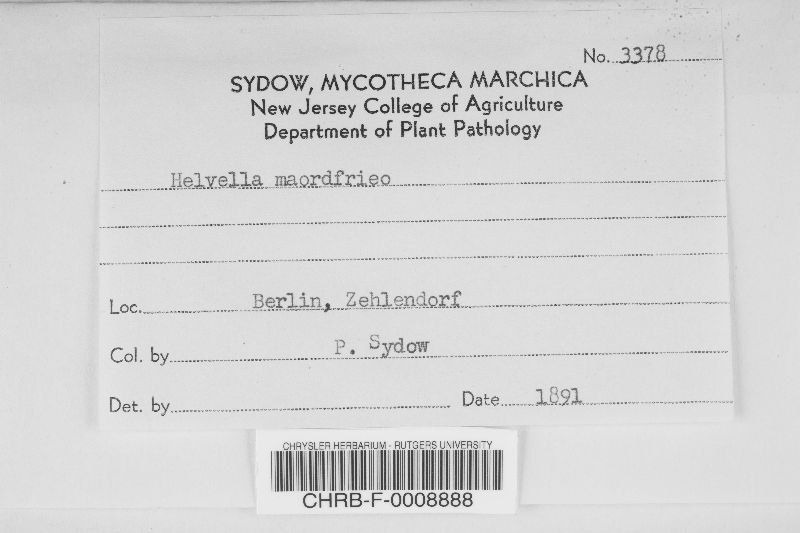 No. 3378
SYDOW, MYCOTHECA MARCHICA
New Jersey College of Agriculture
Department of Plant Pathology
Helvella maordfrieo
Loc. Berlin, Zehlendorf
Col. by P. Sydow
Det. by Date 1891
CHRYSLER HERBARIUM - RUTGERS UNIVERSITY
CHRB-F-0008888